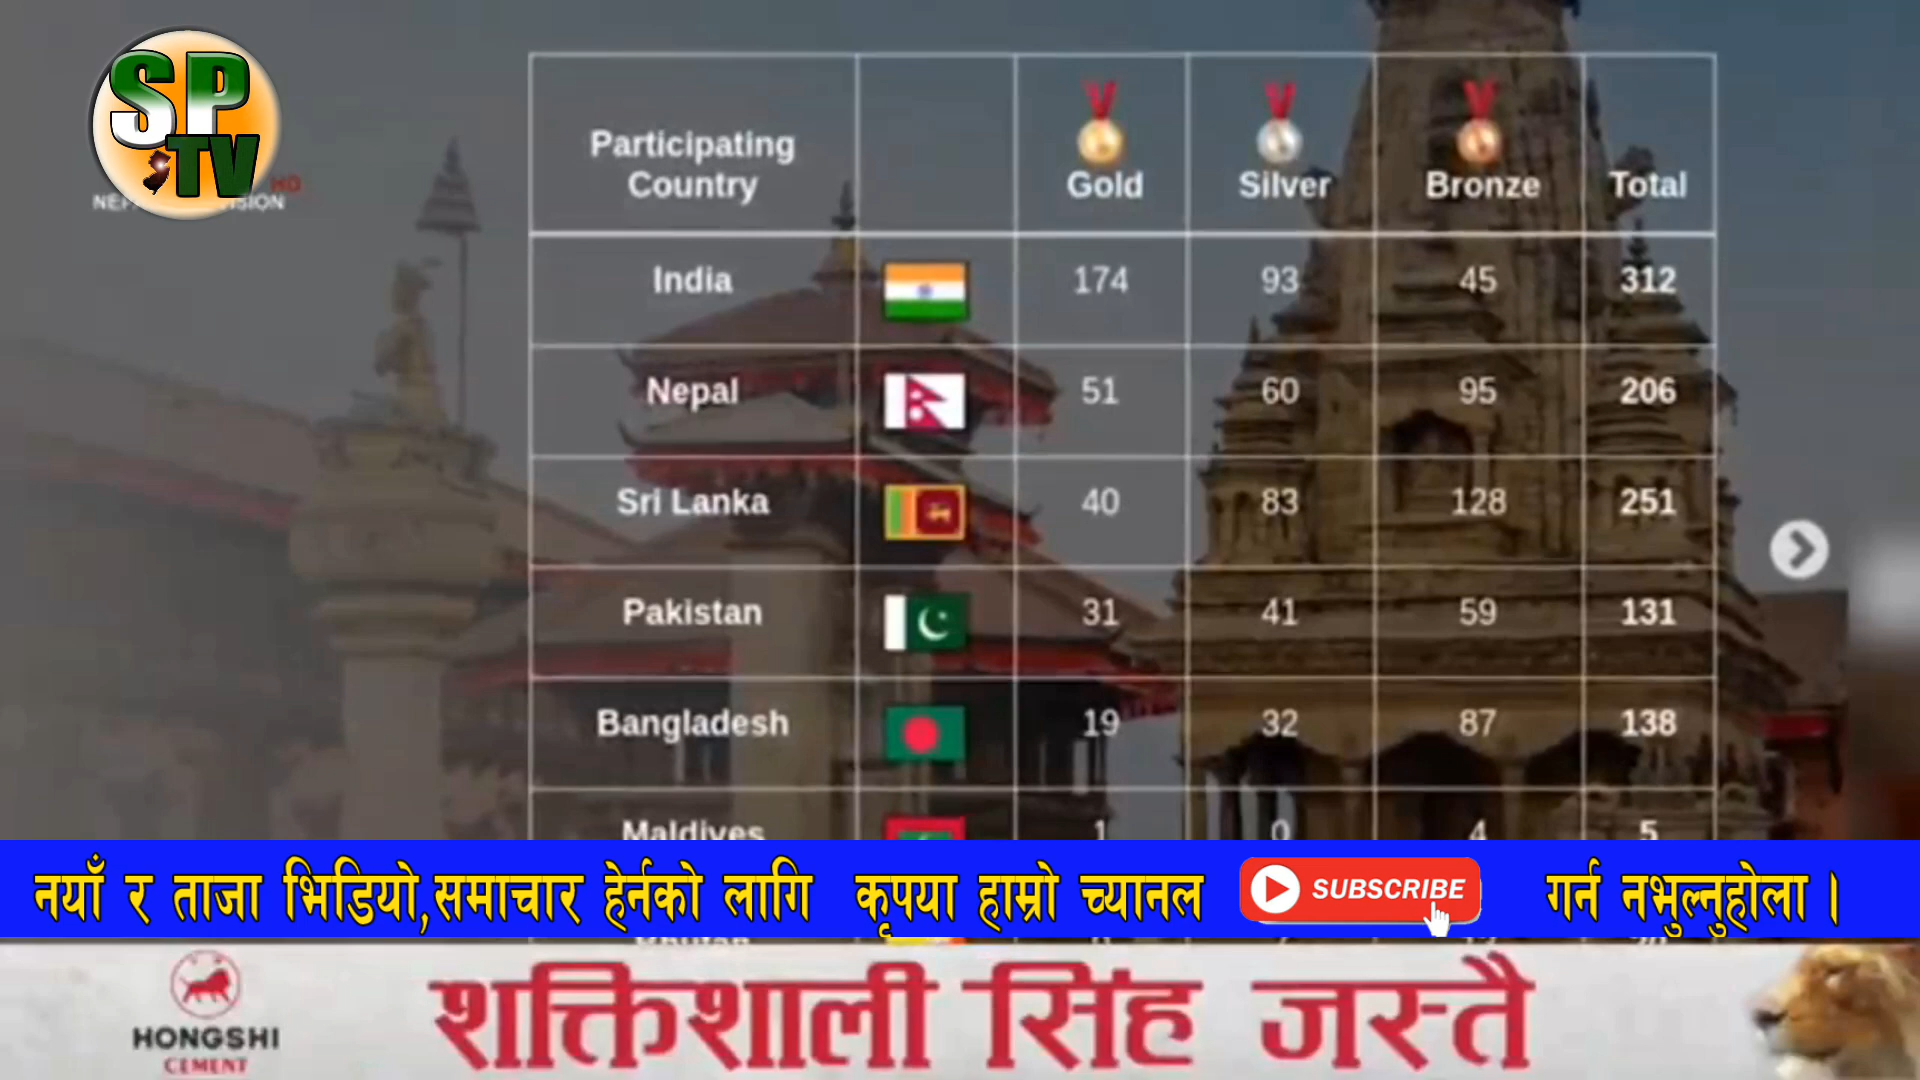 SP
TV
HD
Participating
Country
Gold
Silver
Bronze
Total
India 174 93 45 312
Nepal 51 60 95 206
Sri Lanka 40 83 128 251
Pakistan 31 41 59 131
Bangladesh 19 32 87 138
Maldives 1 0 4 5
नयाँ र ताजा भिडियो,समाचार हेर्नको लागि कृपया हाम्रो च्यानल SUBSCRIBE गर्न नभुल्नुहोला ।
Bhutan
HONGSHI
CEMENT
शक्तिशाली सिंह जस्तै